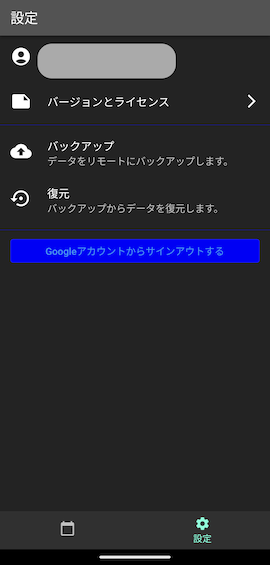 設定
バージョンとライセンス
バックアップ
データをリモートにバックアップします。
復元
バックアップからデータを復元します。
Googleアカウントからサインアウトする
設定